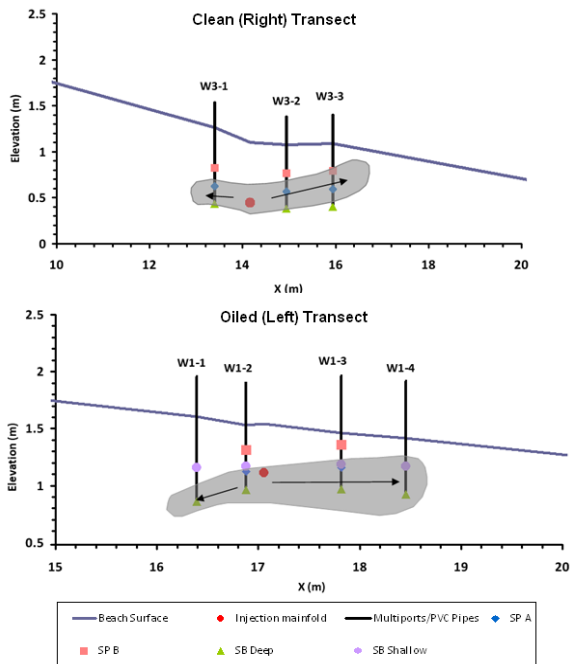 Clean (Right) Transect
2.5
2
1.5
1
0.5
0
Elevation (m)
W3-1
W3-2
W3-3
10
12
14
16
18
20
X (m)
Oiled (Left) Transect
2.5
2
1.5
1
0.5
Elevation (m)
W1-1
W1-2
W1-3
W1-4
15
16
17
18
19
20
X (m)
Beach Surface
Injection mainfold
Multiports/PVC Pipes
SP A
SP B
SB Deep
SB Shallow